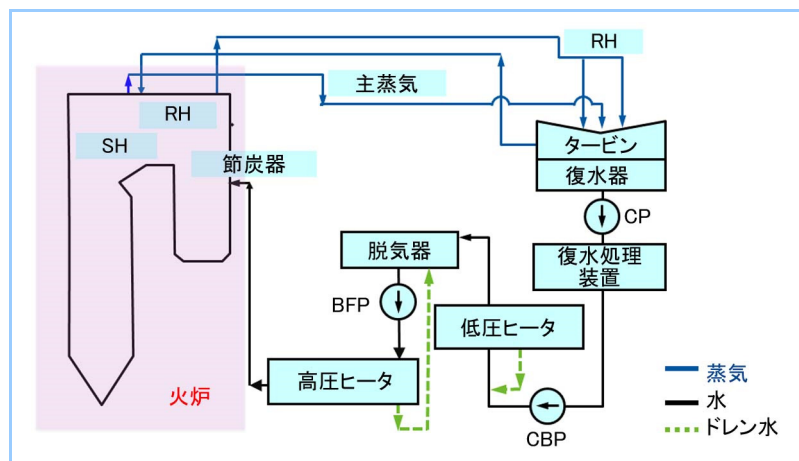 RH
主蒸気
RH
SH
節炭器
タービン
復水器
CP
復水処理
装置
脱気器
BFP
低圧ヒータ
高圧ヒータ
CBP
火炉
蒸気
水
ドレン水